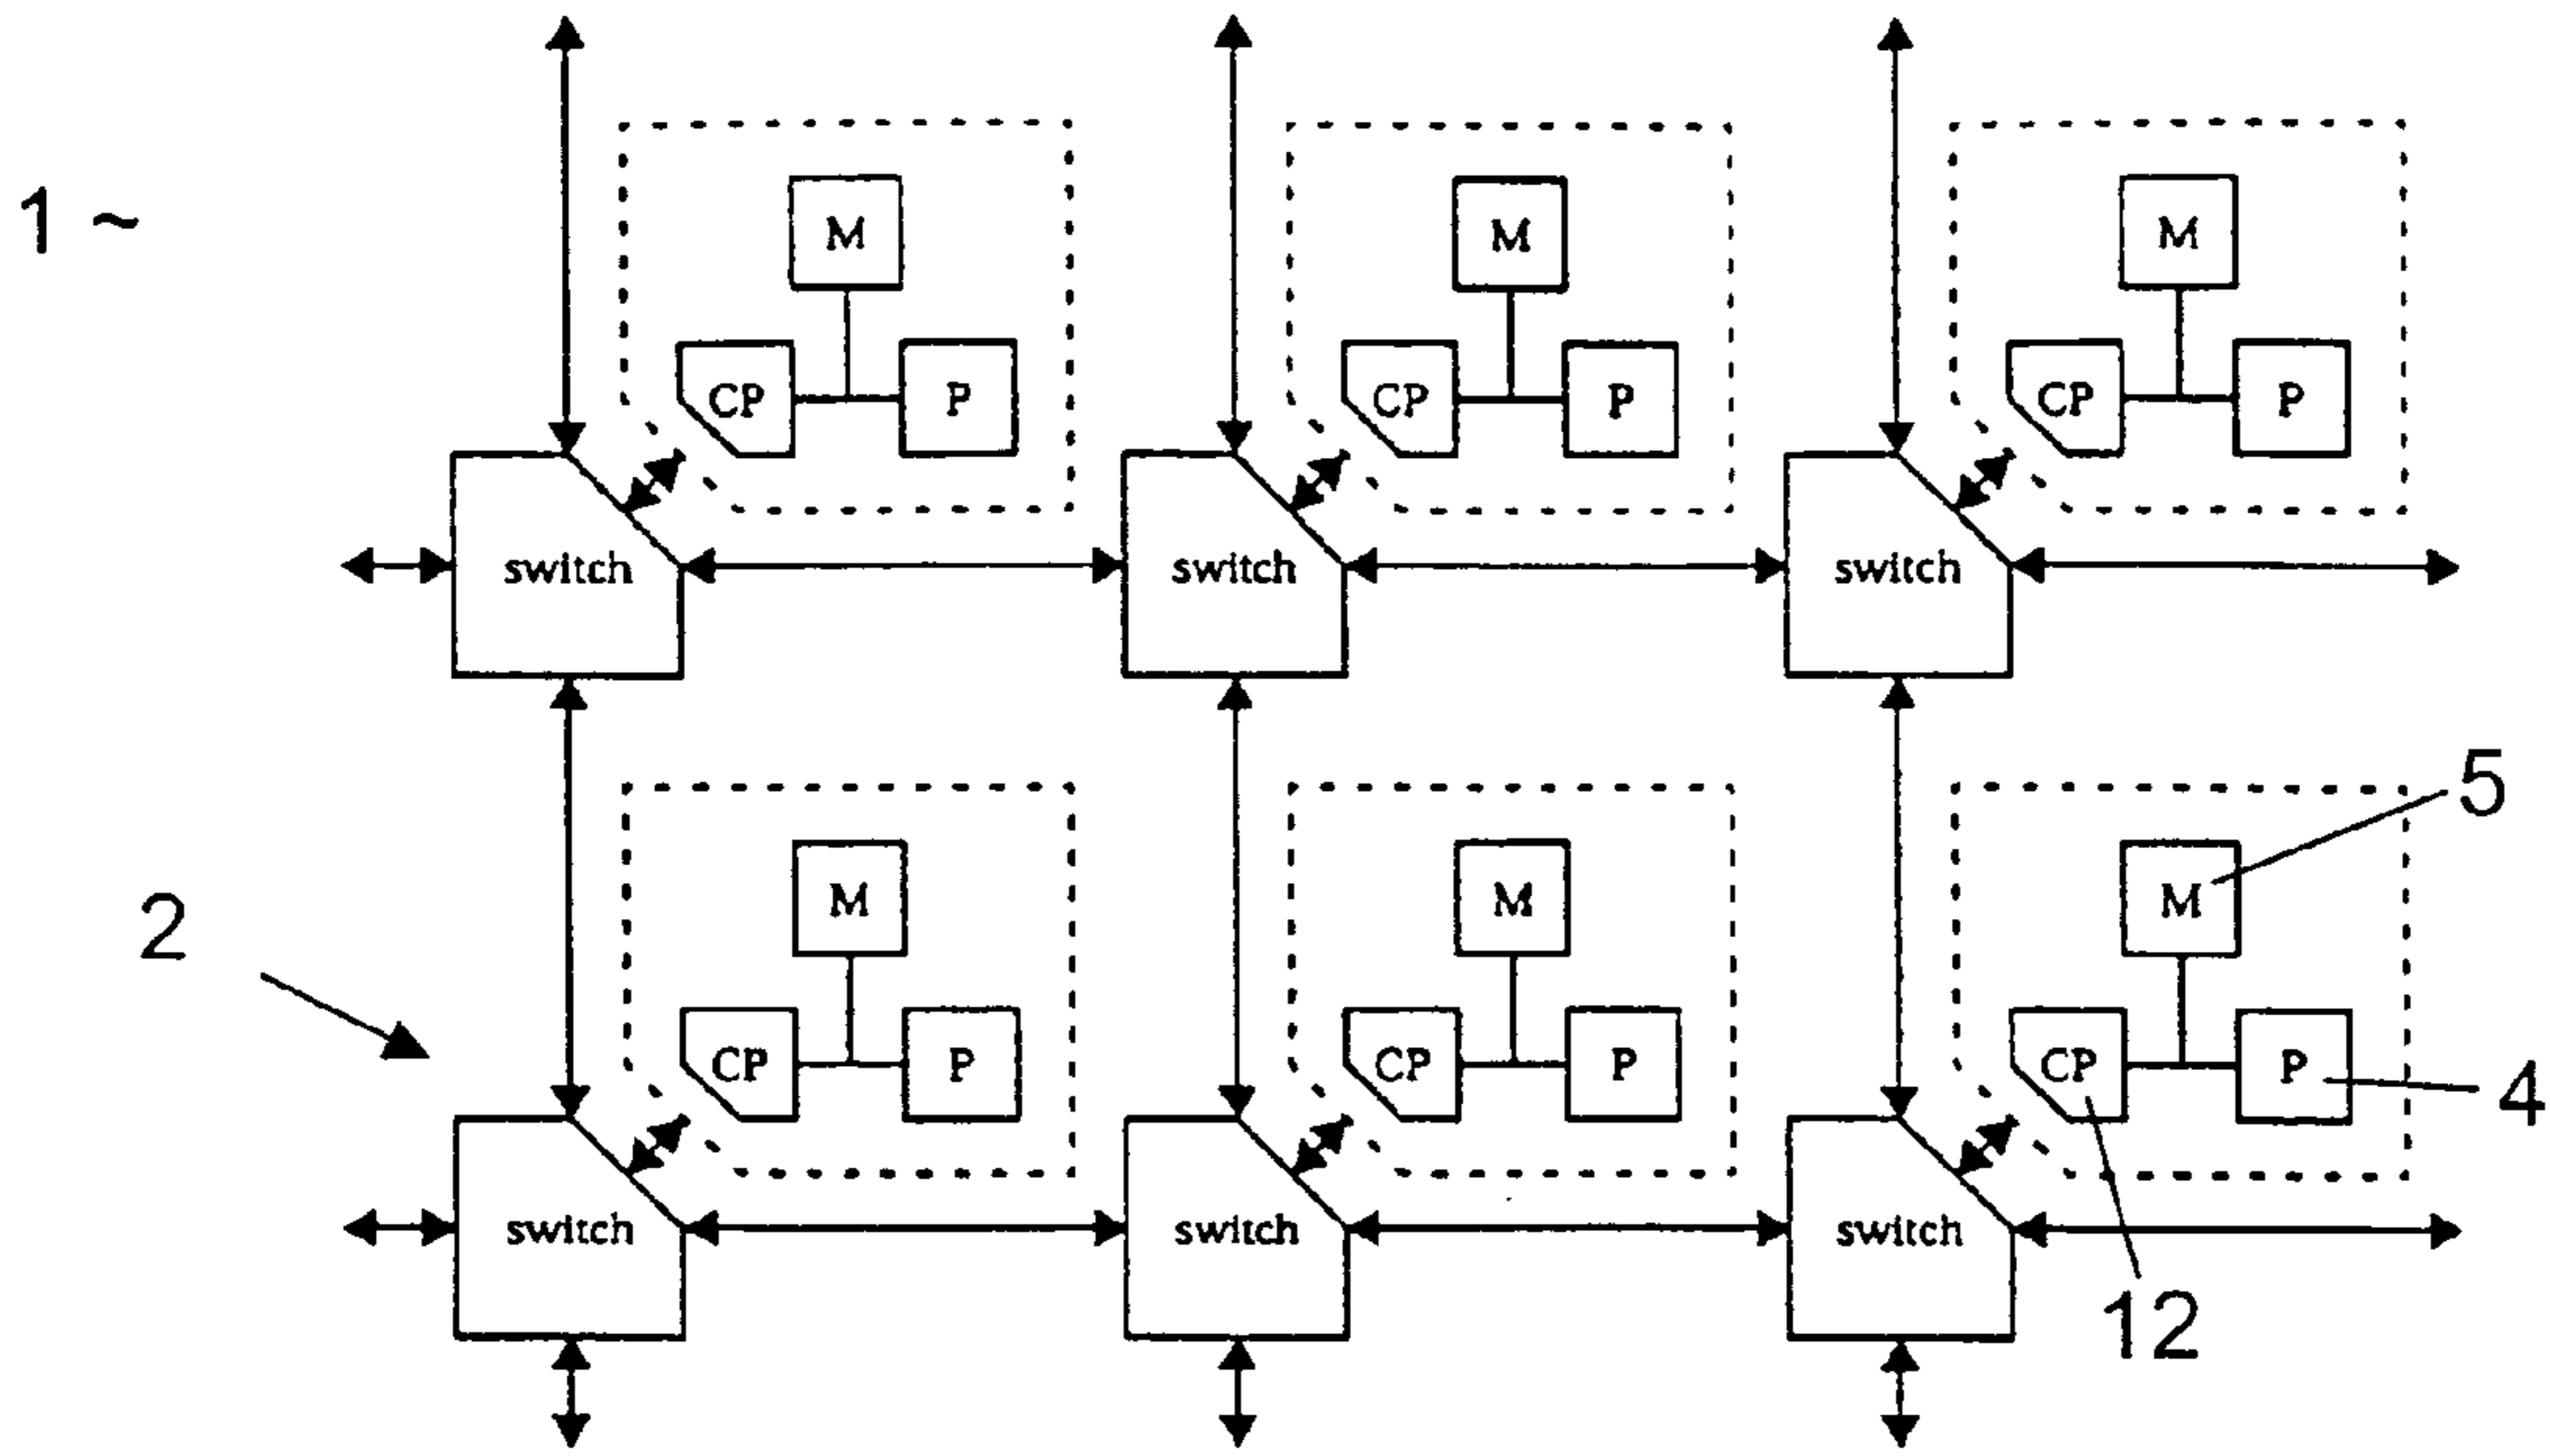 1 ~
M M M
CP P CP P CP P
switch switch switch
5
2
M M M
CP P CP P CP P
4
switch switch switch
12